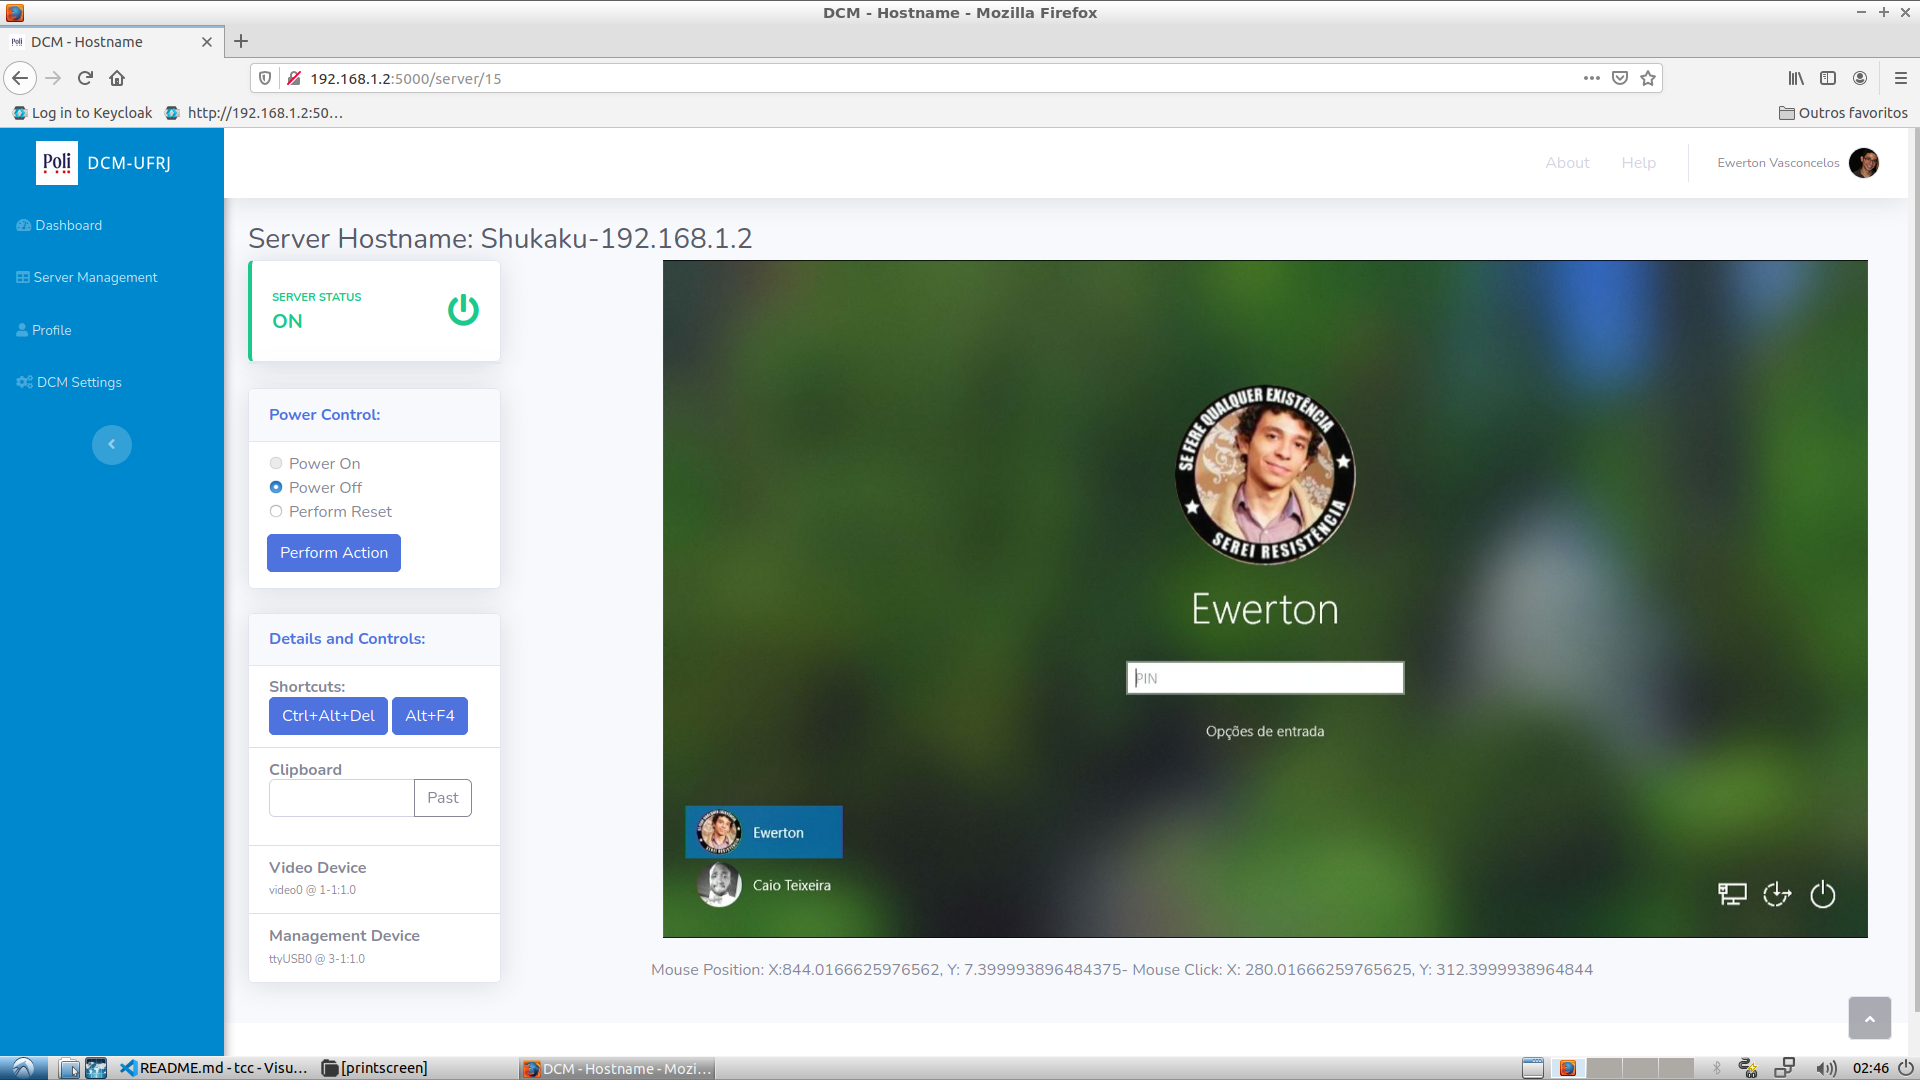 DCM - Hostname - Mozilla Firefox
Poli DCM - Hostname
192.168.1.2:5000/server/15
Log in to Keycloak
http://192.168.1.2:50…
Outros favoritos
Poli DCM-UFRJ
About
Help
Ewerton Vasconcelos
Dashboard
Server Management
Profile
DCM Settings
Server Hostname: Shukaku-192.168.1.2
SERVER STATUS
ON
Power Control:
Power On
Power Off
Perform Reset
Perform Action
Details and Controls:
Shortcuts:
Ctrl+Alt+Del
Alt+F4
Clipboard
Past
Video Device
video0 @ 1-1:1.0
Management Device
ttyUSB0 @ 3-1:1.0
SE FERE QUALQUER EXISTÊNCIA
SEREI RESISTÊNCIA
Ewerton
PIN
Opções de entrada
Ewerton
Caio Teixeira
Mouse Position: X:844.0166625976562, Y: 7.399993896484375- Mouse Click: X: 280.01666259765625, Y: 312.3999938964844
README.md - tcc - Visu…
[printscreen]
DCM - Hostname - Mozi…
02:46